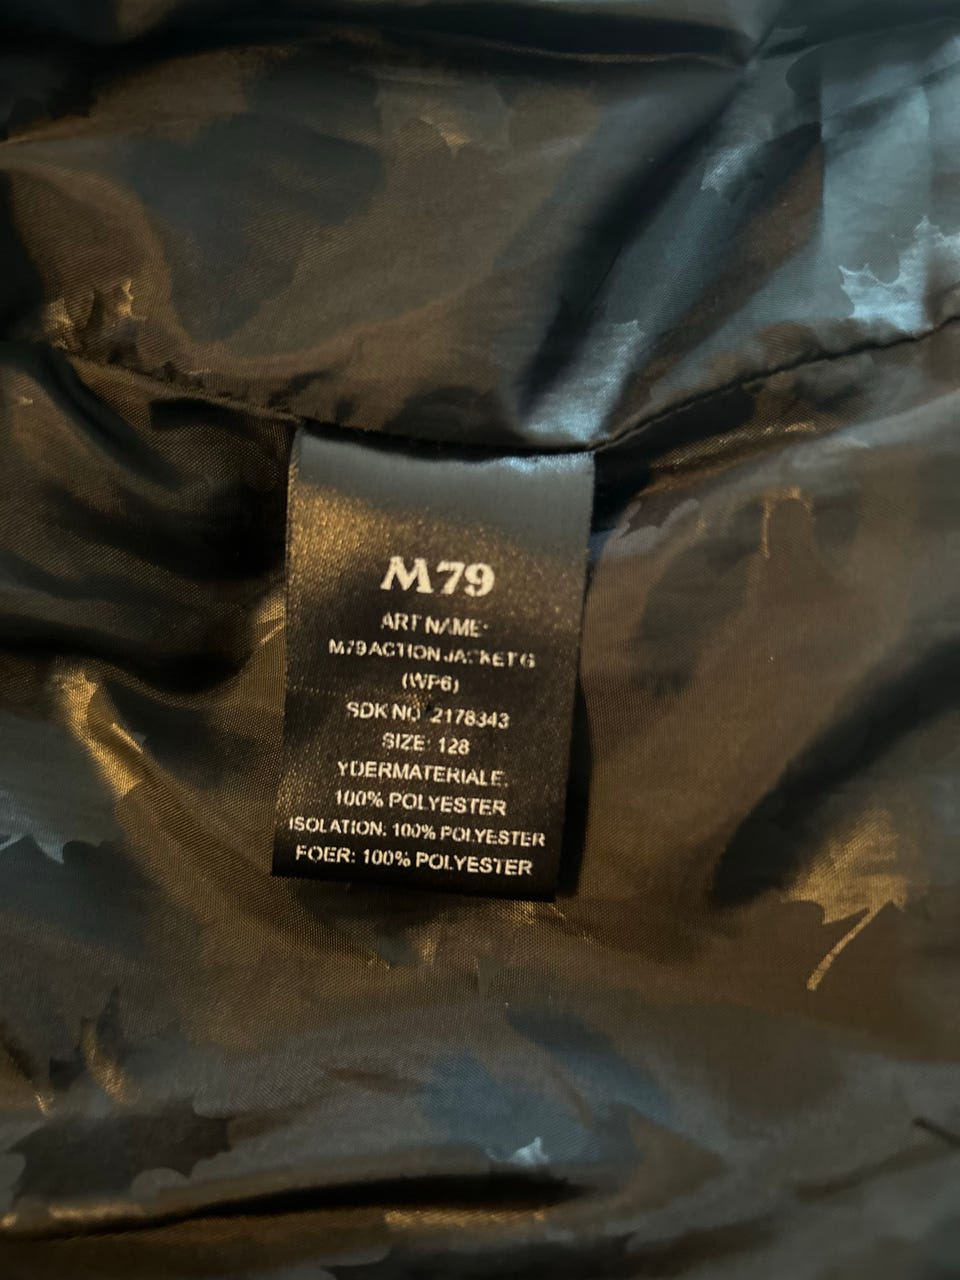 M79
ART NAME:
M79 ACTION JACKET G
(WP6)
SDK NO 2178343
SIZE: 128
YDERMATERIALE:
100% POLYESTER
ISOLATION: 100% POLYESTER
FOER: 100% POLYESTER